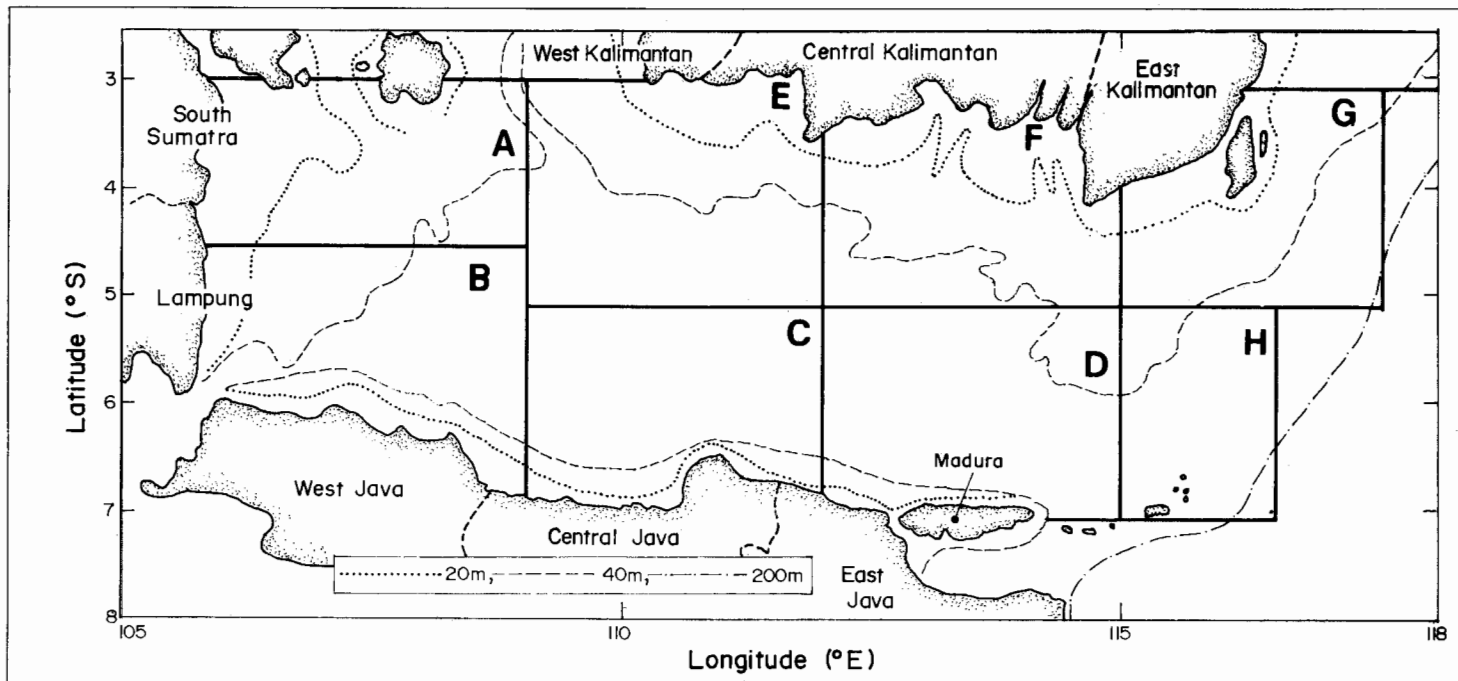 West Kalimantan
Central Kalimantan
East
Kalimantan
South
Sumatra
Lampung
A
B
C
D
E
F
G
H
Madura
West Java
Central Java
East
Java
20m, 40m, 200m
3
4
5
6
7
8
Latitude (°S)
105
110
115
118
Longitude (°E)